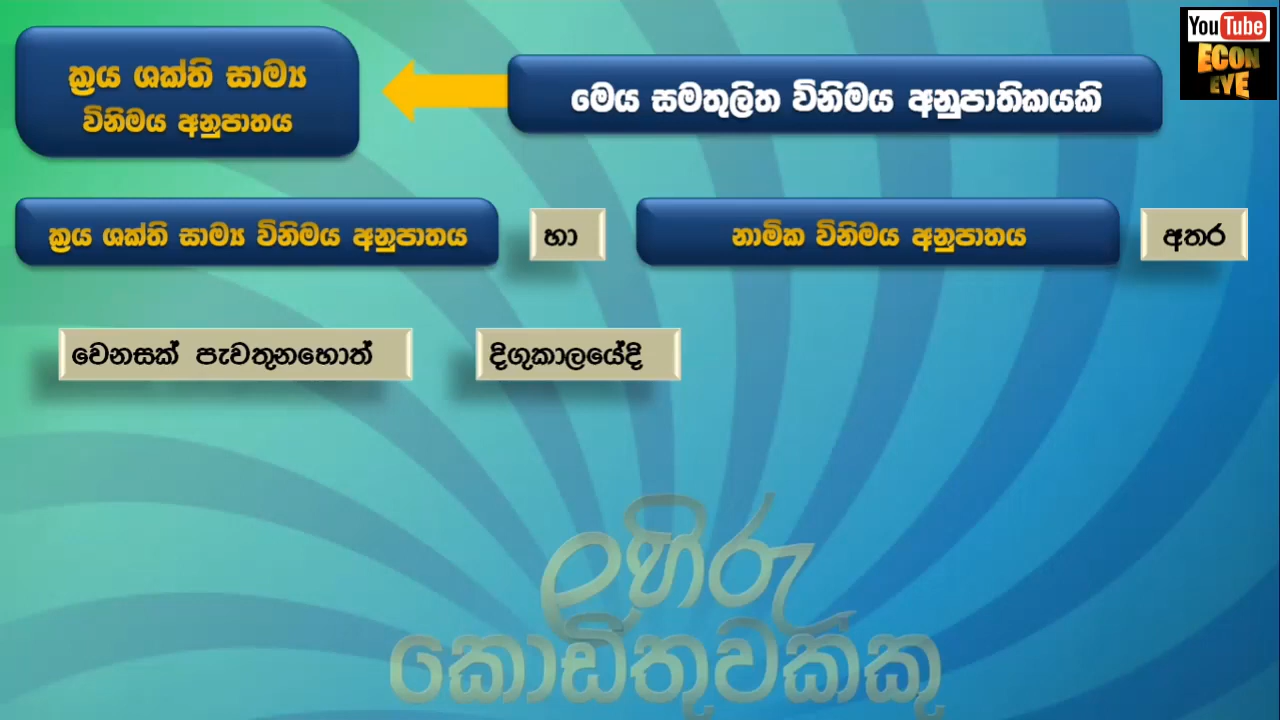 ක්‍රය ශක්ති සාම්‍ය
විනිමය අනුපාතය
මෙය සමතුලිත විනිමය අනුපාතිකයකි
YouTube
ECON
EYE
ක්‍රය ශක්ති සාම්‍ය විනිමය අනුපාතය
හා
නාමික විනිමය අනුපාතය
අතර
වෙනසක් පැවතුනහොත්
දිගුකාලයේදි
ලහිරු
කොඩිතුවක්කු